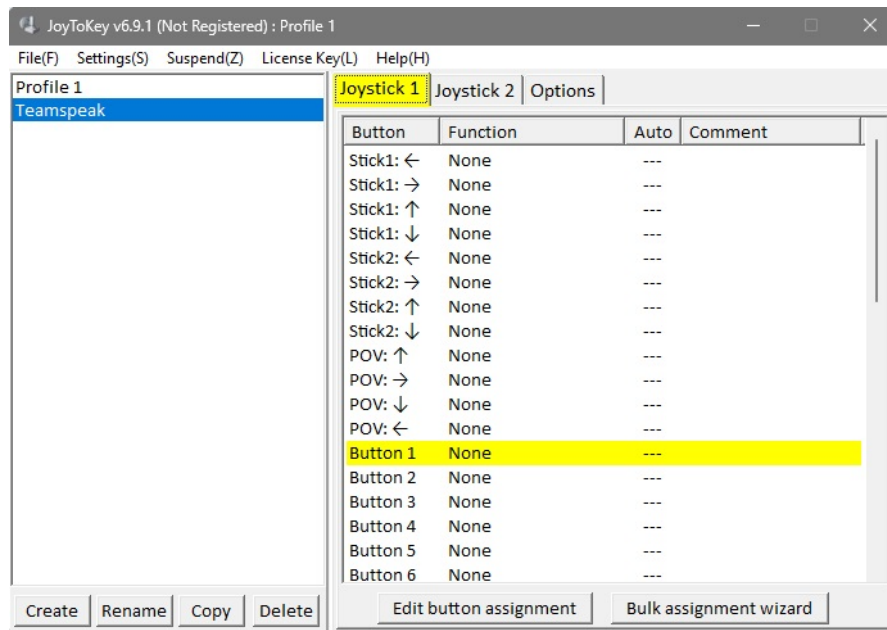 JoyToKey v6.9.1 (Not Registered) : Profile 1
File(F) Settings(S) Suspend(Z) License Key(L) Help(H)
Profile 1
Teamspeak
Joystick 1 Joystick 2 Options
Button Function Auto Comment
Stick1: ← None ---
Stick1: → None ---
Stick1: ↑ None ---
Stick1: ↓ None ---
Stick2: ← None ---
Stick2: → None ---
Stick2: ↑ None ---
Stick2: ↓ None ---
POV: ↑ None ---
POV: → None ---
POV: ↓ None ---
POV: ← None ---
Button 1 None ---
Button 2 None ---
Button 3 None ---
Button 4 None ---
Button 5 None ---
Button 6 None ---
Create Rename Copy Delete Edit button assignment Bulk assignment wizard